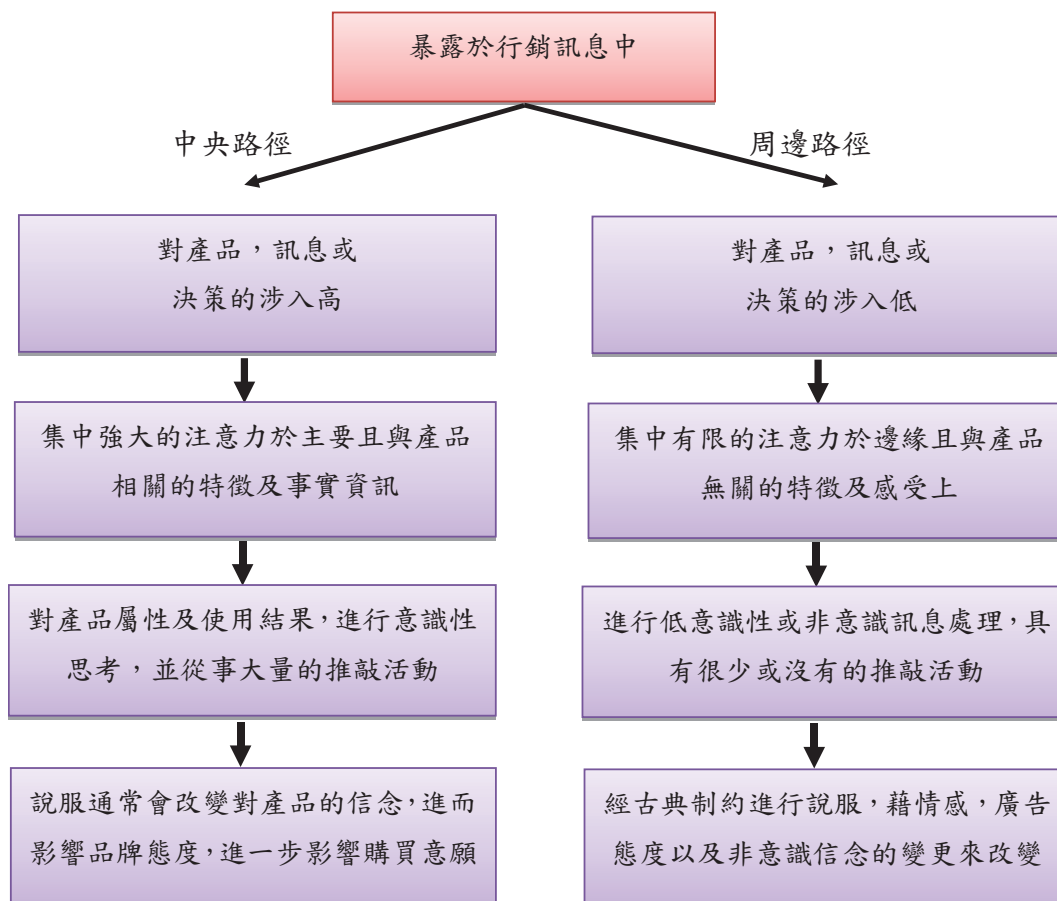 暴露於行銷訊息中
中央路徑
周邊路徑
對產品，訊息或
決策的涉入高
集中強大的注意力於主要且與產品
相關的特徵及事實資訊
對產品屬性及使用結果，進行意識性
思考，並從事大量的推敲活動
說服通常會改變對產品的信念，進而
影響品牌態度，進一步影響購買意願
對產品，訊息或
決策的涉入低
集中有限的注意力於邊緣且與產品
無關的特徵及感受上
進行低意識性或非意識訊息處理，具
有很少或沒有的推敲活動
經古典制約進行說服，藉情感，廣告
態度以及非意識信念的變更來改變